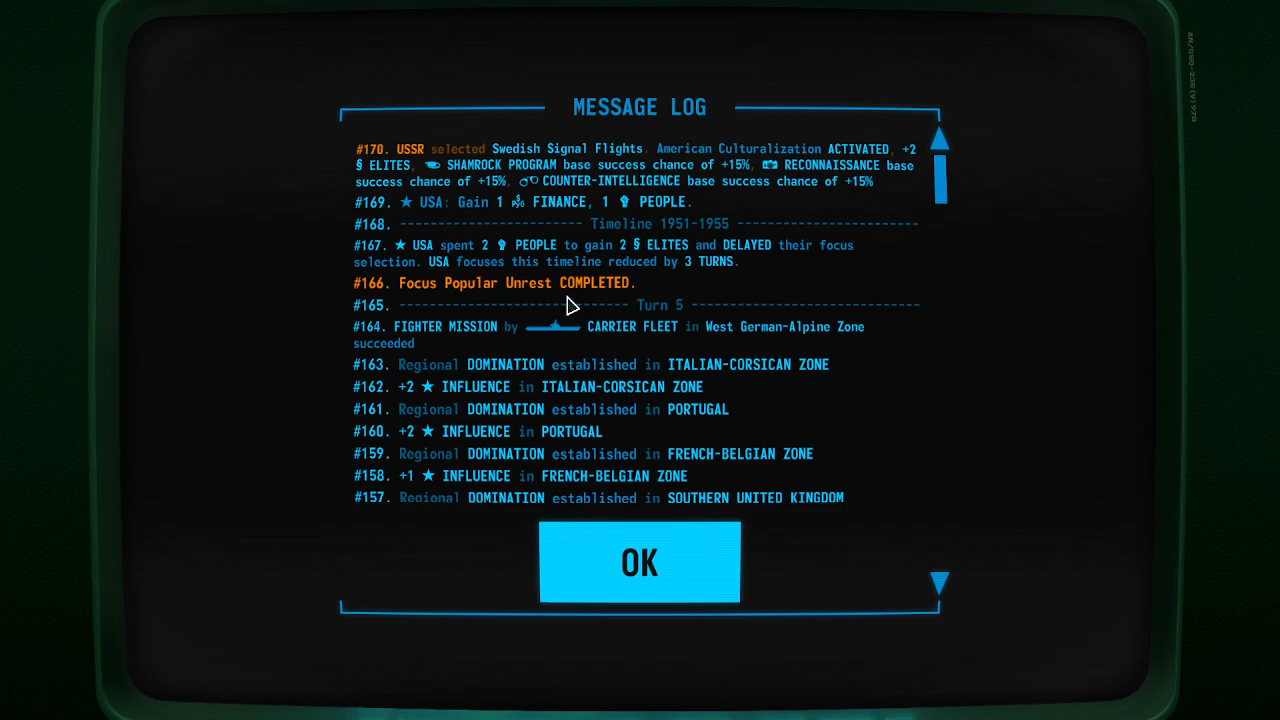 MESSAGE LOG
#170. USSR selected Swedish Signal Flights. American Culturalization ACTIVATED, +2
§ ELITES, SHAMROCK PROGRAM base success chance of +15%, RECONNAISSANCE base
success chance of +15%, COUNTER-INTELLIGENCE base success chance of +15%
#169. ★ USA: Gain 1 FINANCE, 1 PEOPLE.
#168. ----------------------- Timeline 1951-1955 -----------------------
#167. ★ USA spent 2 PEOPLE to gain 2 § ELITES and DELAYED their focus
selection. USA focuses this timeline reduced by 3 TURNS.
#166. Focus Popular Unrest COMPLETED.
#165. ----------------------------- Turn 5 -----------------------------
#164. FIGHTER MISSION by CARRIER FLEET in West German-Alpine Zone
succeeded
#163. Regional DOMINATION established in ITALIAN-CORSICAN ZONE
#162. +2 ★ INFLUENCE in ITALIAN-CORSICAN ZONE
#161. Regional DOMINATION established in PORTUGAL
#160. +2 ★ INFLUENCE in PORTUGAL
#159. Regional DOMINATION established in FRENCH-BELGIAN ZONE
#158. +1 ★ INFLUENCE in FRENCH-BELGIAN ZONE
#157. Regional DOMINATION established in SOUTHERN UNITED KINGDOM
OK